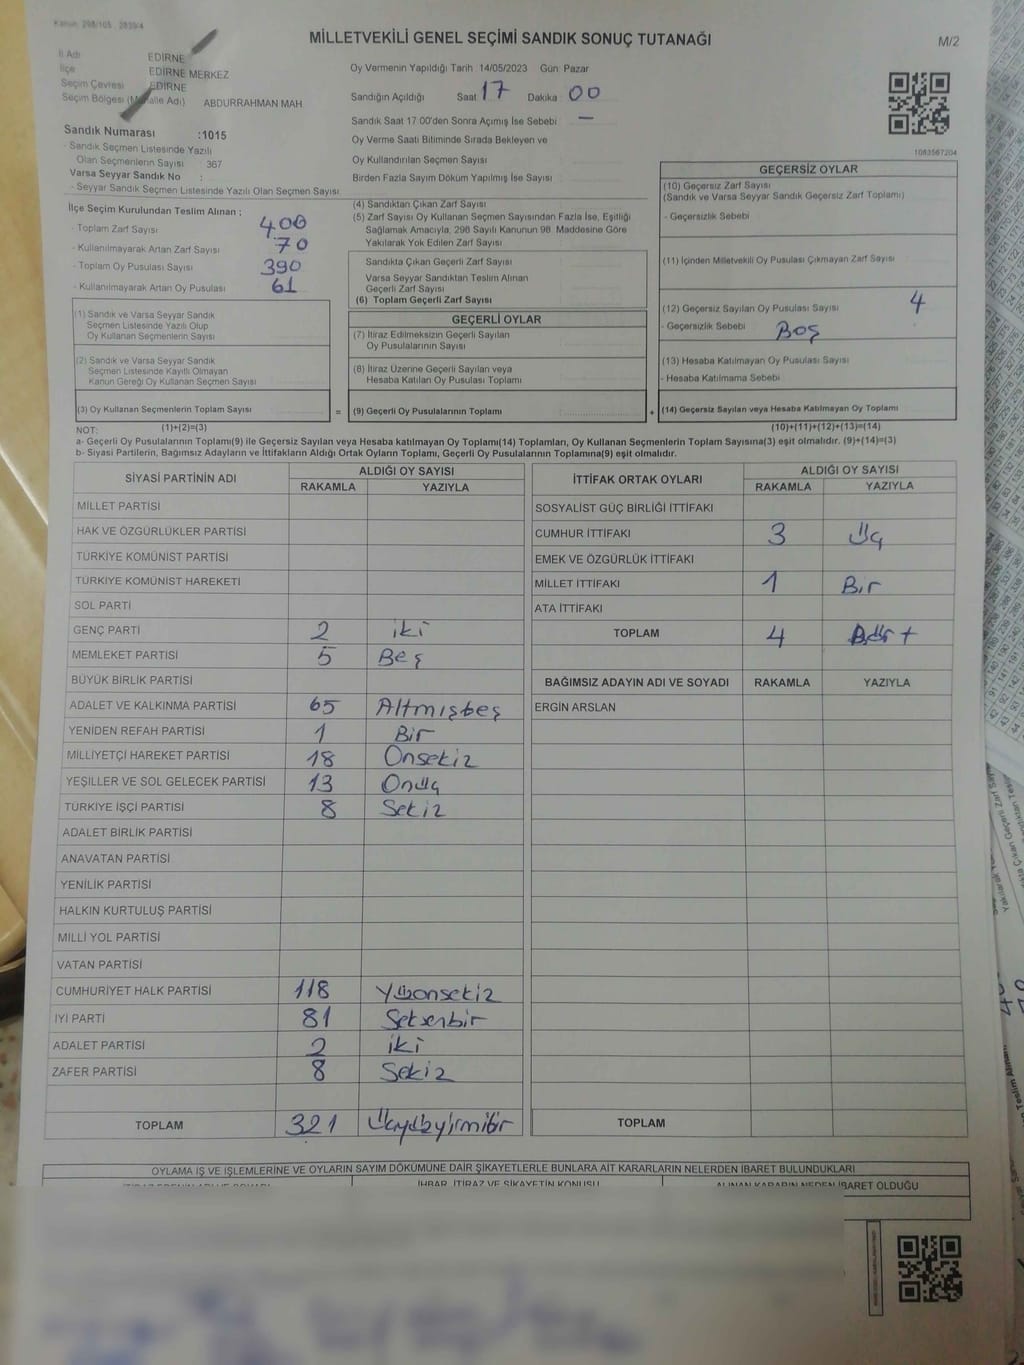 Kanun: 298/105 , 2839/4
MİLLETVEKİLİ GENEL SEÇİMİ SANDIK SONUÇ TUTANAĞI
M/2
İl Adı EDİRNE
İlçe EDİRNE MERKEZ
Seçim Çevresi EDİRNE
Seçim Bölgesi (Mahalle Adı) ABDURRAHMAN MAH.
Sandık Numarası :1015
- Sandık Seçmen Listesinde Yazılı
Olan Seçmenlerin Sayısı : 367
Varsa Seyyar Sandık No :
- Seyyar Sandık Seçmen Listesinde Yazılı Olan Seçmen Sayısı
Oy Vermenin Yapıldığı Tarih 14/05/2023 Gün: Pazar
Sandığın Açıldığı Saat 17 Dakika 00
Sandık Saat 17:00'den Sonra Açımış İse Sebebi —
Oy Verme Saati Bitiminde Sırada Bekleyen ve
Oy Kullandırılan Seçmen Sayısı
Birden Fazla Sayım Döküm Yapılmış İse Sayısı
1083567204
İlçe Seçim Kurulundan Teslim Alınan :
- Toplam Zarf Sayısı 400
- Kullanılmayarak Artan Zarf Sayısı 70
- Toplam Oy Pusulası Sayısı 390
- Kullanılmayarak Artan Oy Pusulası 61
(4) Sandıktan Çıkan Zarf Sayısı
(5) Zarf Sayısı Oy Kullanan Seçmen Sayısından Fazla İse, Eşitliği
Sağlamak Amacıyla, 298 Sayılı Kanunun 98. Maddesine Göre
Yakılarak Yok Edilen Zarf Sayısı
Sandıkta Çıkan Geçerli Zarf Sayısı
Varsa Seyyar Sandıktan Teslim Alınan
Geçerli Zarf Sayısı
(6) Toplam Geçerli Zarf Sayısı
GEÇERSİZ OYLAR
(10) Geçersiz Zarf Sayısı
(Sandık ve Varsa Seyyar Sandık Geçersiz Zarf Toplamı)
- Geçersizlik Sebebi
(11) İçinden Milletvekili Oy Pusulası Çıkmayan Zarf Sayısı
(12) Geçersiz Sayılan Oy Pusulası Sayısı 4
- Geçersizlik Sebebi Boş
(13) Hesaba Katılmayan Oy Pusulası Sayısı
- Hesaba Katılmama Sebebi
(14) Geçersiz Sayılan veya Hesaba Katılmayan Oy Toplamı
(10)+(11)+(12)+(13)=(14)
(1) Sandık ve Varsa Seyyar Sandık
Seçmen Listesinde Yazılı Olup
Oy Kullanan Seçmenlerin Sayısı
(2) Sandık ve Varsa Seyyar Sandık
Seçmen Listesinde Kayıtlı Olmayan
Kanun Gereği Oy Kullanan Seçmen Sayısı
(3) Oy Kullanan Seçmenlerin Toplam Sayısı =
(1)+(2)=(3)
GEÇERLİ OYLAR
(7) İtiraz Edilmeksizin Geçerli Sayılan
Oy Pusulalarının Sayısı
(8) İtiraz Üzerine Geçerli Sayılan veya
Hesaba Katılan Oy Pusulası Toplamı
(9) Geçerli Oy Pusulalarının Toplamı +
NOT:
a- Geçerli Oy Pusulalarının Toplamı(9) ile Geçersiz Sayılan veya Hesaba katılmayan Oy Toplamı(14) Toplamları, Oy Kullanan Seçmenlerin Toplam Sayısına(3) eşit olmalıdır. (9)+(14)=(3)
b- Siyasi Partilerin, Bağımsız Adayların ve İttifakların Aldığı Ortak Oyların Toplamı, Geçerli Oy Pusulalarının Toplamına(9) eşit olmalıdır.
SİYASİ PARTİNİN ADI ALDIĞI OY SAYISI
RAKAMLA YAZIYLA
MİLLET PARTİSİ
HAK VE ÖZGÜRLÜKLER PARTİSİ
TÜRKİYE KOMÜNİST PARTİSİ
TÜRKİYE KOMÜNİST HAREKETİ
SOL PARTİ
GENÇ PARTİ 2 iki
MEMLEKET PARTİSİ 5 Beş
BÜYÜK BİRLİK PARTİSİ
ADALET VE KALKINMA PARTİSİ 65 Altmışbeş
YENİDEN REFAH PARTİSİ 1 Bir
MİLLİYETÇİ HAREKET PARTİSİ 18 Onsekiz
YEŞİLLER VE SOL GELECEK PARTİSİ 13 Onüç
TÜRKİYE İŞÇİ PARTİSİ 8 Sekiz
ADALET BİRLİK PARTİSİ
ANAVATAN PARTİSİ
YENİLİK PARTİSİ
HALKIN KURTULUŞ PARTİSİ
MİLLİ YOL PARTİSİ
VATAN PARTİSİ
CUMHURİYET HALK PARTİSİ 118 Yüzonsekiz
İYİ PARTİ 81 Seksenbir
ADALET PARTİSİ 2 iki
ZAFER PARTİSİ 8 Sekiz
TOPLAM 321 Üçyüzyirmibir
İTTİFAK ORTAK OYLARI ALDIĞI OY SAYISI
RAKAMLA YAZIYLA
SOSYALİST GÜÇ BİRLİĞİ İTTİFAKI
CUMHUR İTTİFAKI 3 Üç
EMEK VE ÖZGÜRLÜK İTTİFAKI
MİLLET İTTİFAKI 1 Bir
ATA İTTİFAKI
TOPLAM 4
BAĞIMSIZ ADAYIN ADI VE SOYADI RAKAMLA YAZIYLA
ERGİN ARSLAN
TOPLAM
OYLAMA İŞ VE İŞLEMLERİNE VE OYLARIN SAYIM DÖKÜMÜNE DAİR ŞİKAYETLERLE BUNLARA AİT KARARLARIN NELERDEN İBARET BULUNDUKLARI
İHBAR, İTİRAZ VE ŞİKAYETİN KONUSU ALINAN KARARIN NEDEN İBARET OLDUĞU